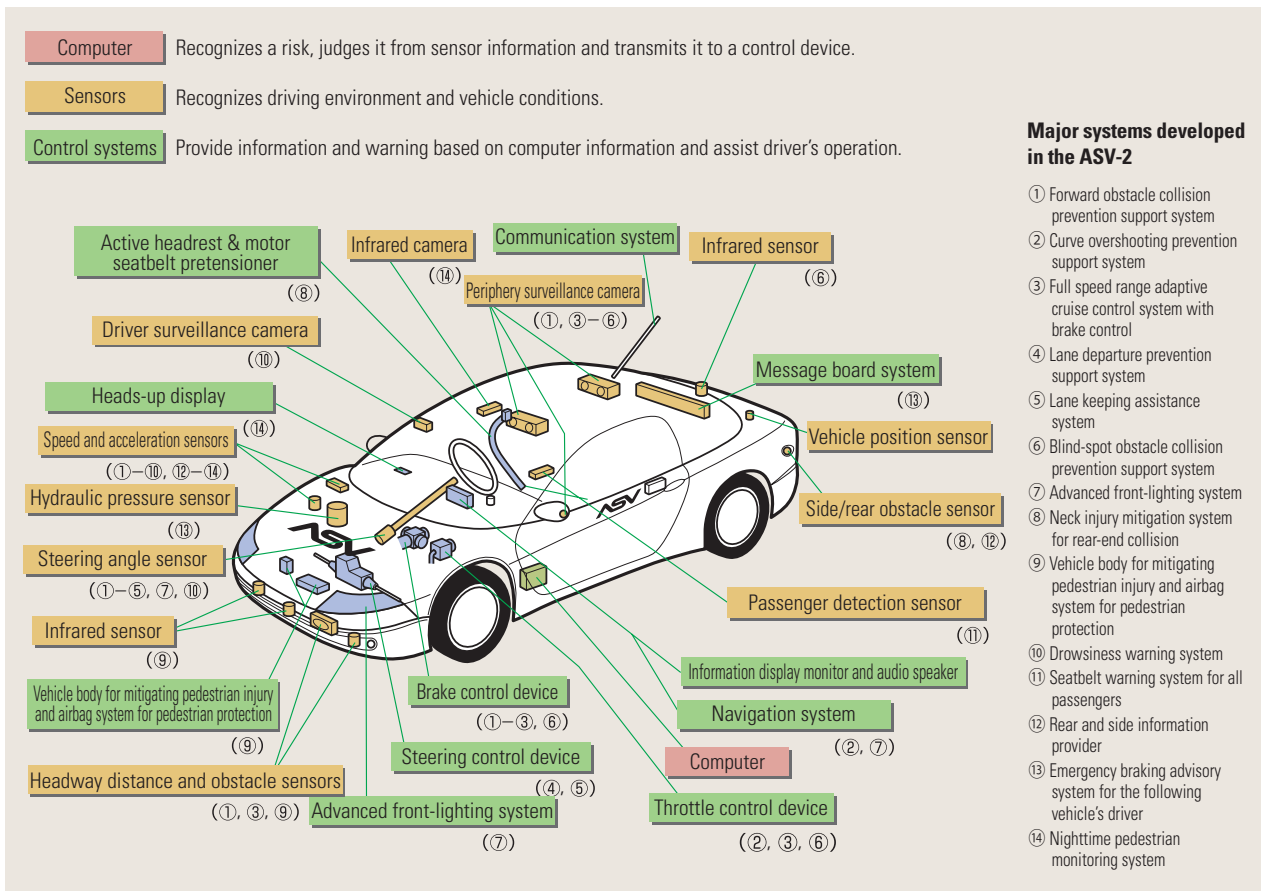 Computer
Recognizes a risk, judges it from sensor information and transmits it to a control device.
Sensors
Recognizes driving environment and vehicle conditions.
Control systems
Provide information and warning based on computer information and assist driver's operation.
Major systems developed
in the ASV-2
① Forward obstacle collision
prevention support system
② Curve overshooting prevention
support system
③ Full speed range adaptive
cruise control system with
brake control
④ Lane departure prevention
support system
⑤ Lane keeping assistance
system
⑥ Blind-spot obstacle collision
prevention support system
⑦ Advanced front-lighting system
⑧ Neck injury mitigation system
for rear-end collision
⑨ Vehicle body for mitigating
pedestrian injury and airbag
system for pedestrian
protection
⑩ Drowsiness warning system
⑪ Seatbelt warning system for all
passengers
⑫ Rear and side information
provider
⑬ Emergency braking advisory
system for the following
vehicle's driver
⑭ Nighttime pedestrian
monitoring system
Active headrest & motor
seatbelt pretensioner
(⑧)
Infrared camera
(⑭)
Communication system
Infrared sensor
(⑥)
Periphery surveillance camera
(①, ③−⑥)
Driver surveillance camera
(⑩)
Message board system
(⑬)
Heads-up display
(⑭)
Speed and acceleration sensors
(①−⑩, ⑫−⑭)
Vehicle position sensor
Hydraulic pressure sensor
(⑬)
Side/rear obstacle sensor
(⑧, ⑫)
ASV
ASV
Steering angle sensor
(①−⑤, ⑦, ⑩)
Passenger detection sensor
(⑪)
Infrared sensor
(⑨)
Information display monitor and audio speaker
Vehicle body for mitigating pedestrian injury
and airbag system for pedestrian protection
(⑨)
Brake control device
(①−③, ⑥)
Navigation system
(②, ⑦)
Steering control device
(④, ⑤)
Computer
Headway distance and obstacle sensors
(①, ③, ⑨)
Advanced front-lighting system
(⑦)
Throttle control device
(②, ③, ⑥)